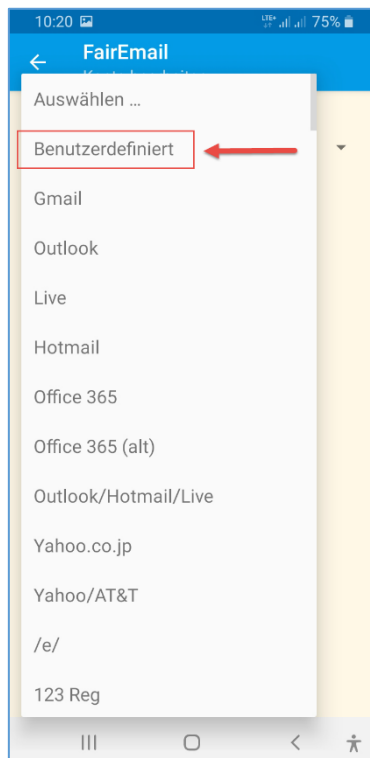 10:20 LTE+ 75%
FairEmail
Auswählen ...
Benutzerdefiniert
Gmail
Outlook
Live
Hotmail
Office 365
Office 365 (alt)
Outlook/Hotmail/Live
Yahoo.co.jp
Yahoo/AT&T
/e/
123 Reg